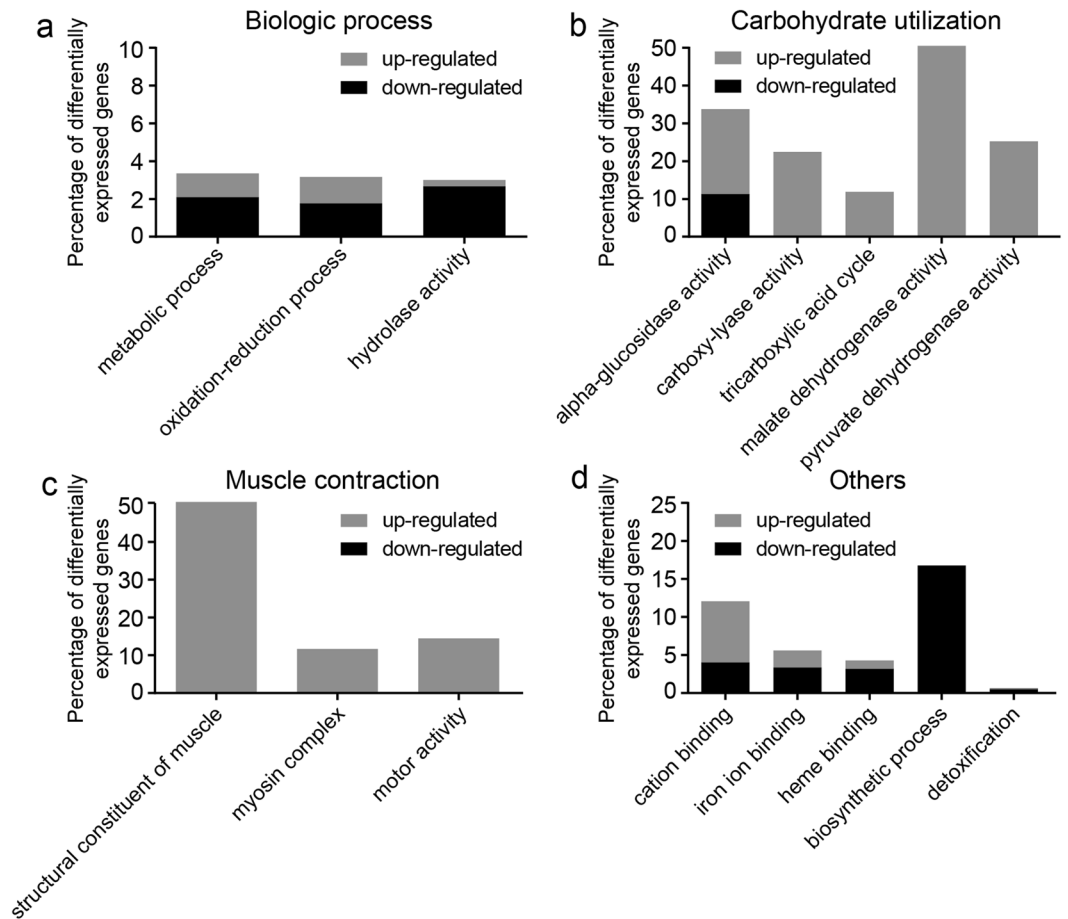 a
Biologic process
Percentage of differentially
expressed genes
10
8
6
4
2
0
up-regulated
down-regulated
metabolic process
oxidation-reduction process
hydrolase activity
b
Carbohydrate utilization
Percentage of differentially
expressed genes
50
40
30
20
10
0
up-regulated
down-regulated
alpha-glucosidase activity
carboxy-lyase activity
tricarboxylic acid cycle
malate dehydrogenase activity
pyruvate dehydrogenase activity
c
Muscle contraction
Percentage of differentially
expressed genes
50
40
30
20
10
0
up-regulated
down-regulated
structural constituent of muscle
myosin complex
motor activity
d
Others
Percentage of differentially
expressed genes
25
20
15
10
5
0
up-regulated
down-regulated
cation binding
iron ion binding
heme binding
biosynthetic process
detoxification